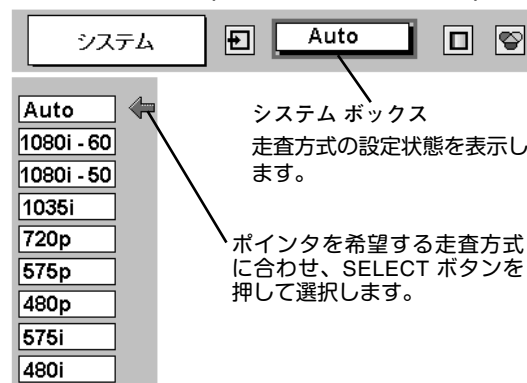 システム
Auto
システム ボックス
走査方式の設定状態を表示し
ます。
Auto
1080i - 60
1080i - 50
1035i
720p
575p
480p
575i
480i
ポインタを希望する走査方式
に合わせ、SELECT ボタンを
押して選択します。